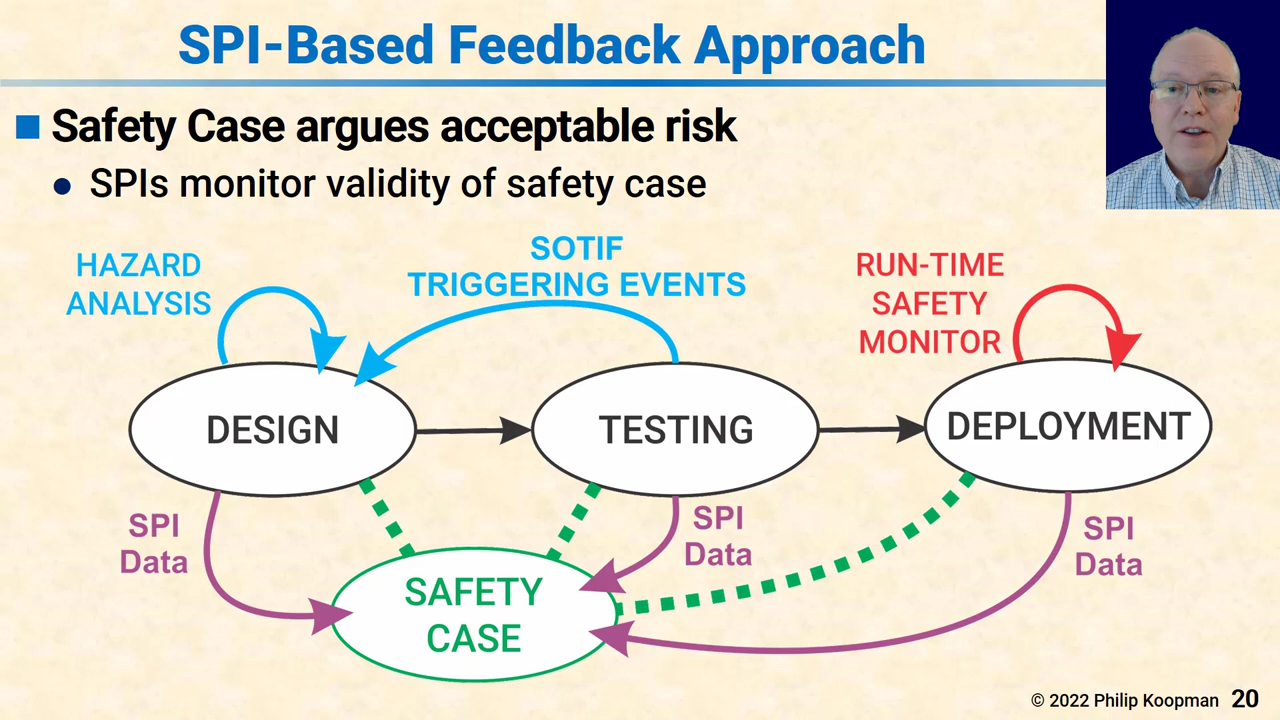 SPI-Based Feedback Approach
Safety Case argues acceptable risk
SPIs monitor validity of safety case
HAZARD
ANALYSIS
SOTIF
TRIGGERING EVENTS
RUN-TIME
SAFETY
MONITOR
DESIGN
TESTING
DEPLOYMENT
SPI
Data
SPI
Data
SPI
Data
SAFETY
CASE
© 2022 Philip Koopman 20